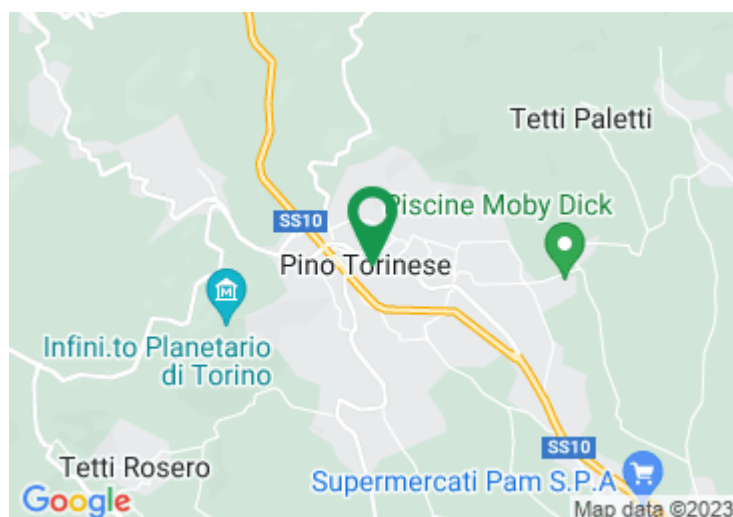 Tetti Paletti
Piscine Moby Dick
SS10
Pino Torinese
Infini.to Planetario
di Torino
SS10
Tetti Rosero
Supermercati Pam S.P.A
Google
Map data ©2023